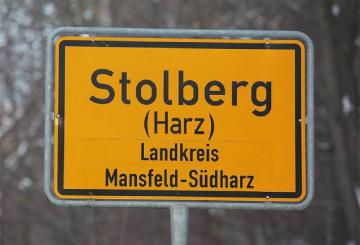 Stolberg
(Harz)
Landkreis
Mansfeld-Südharz